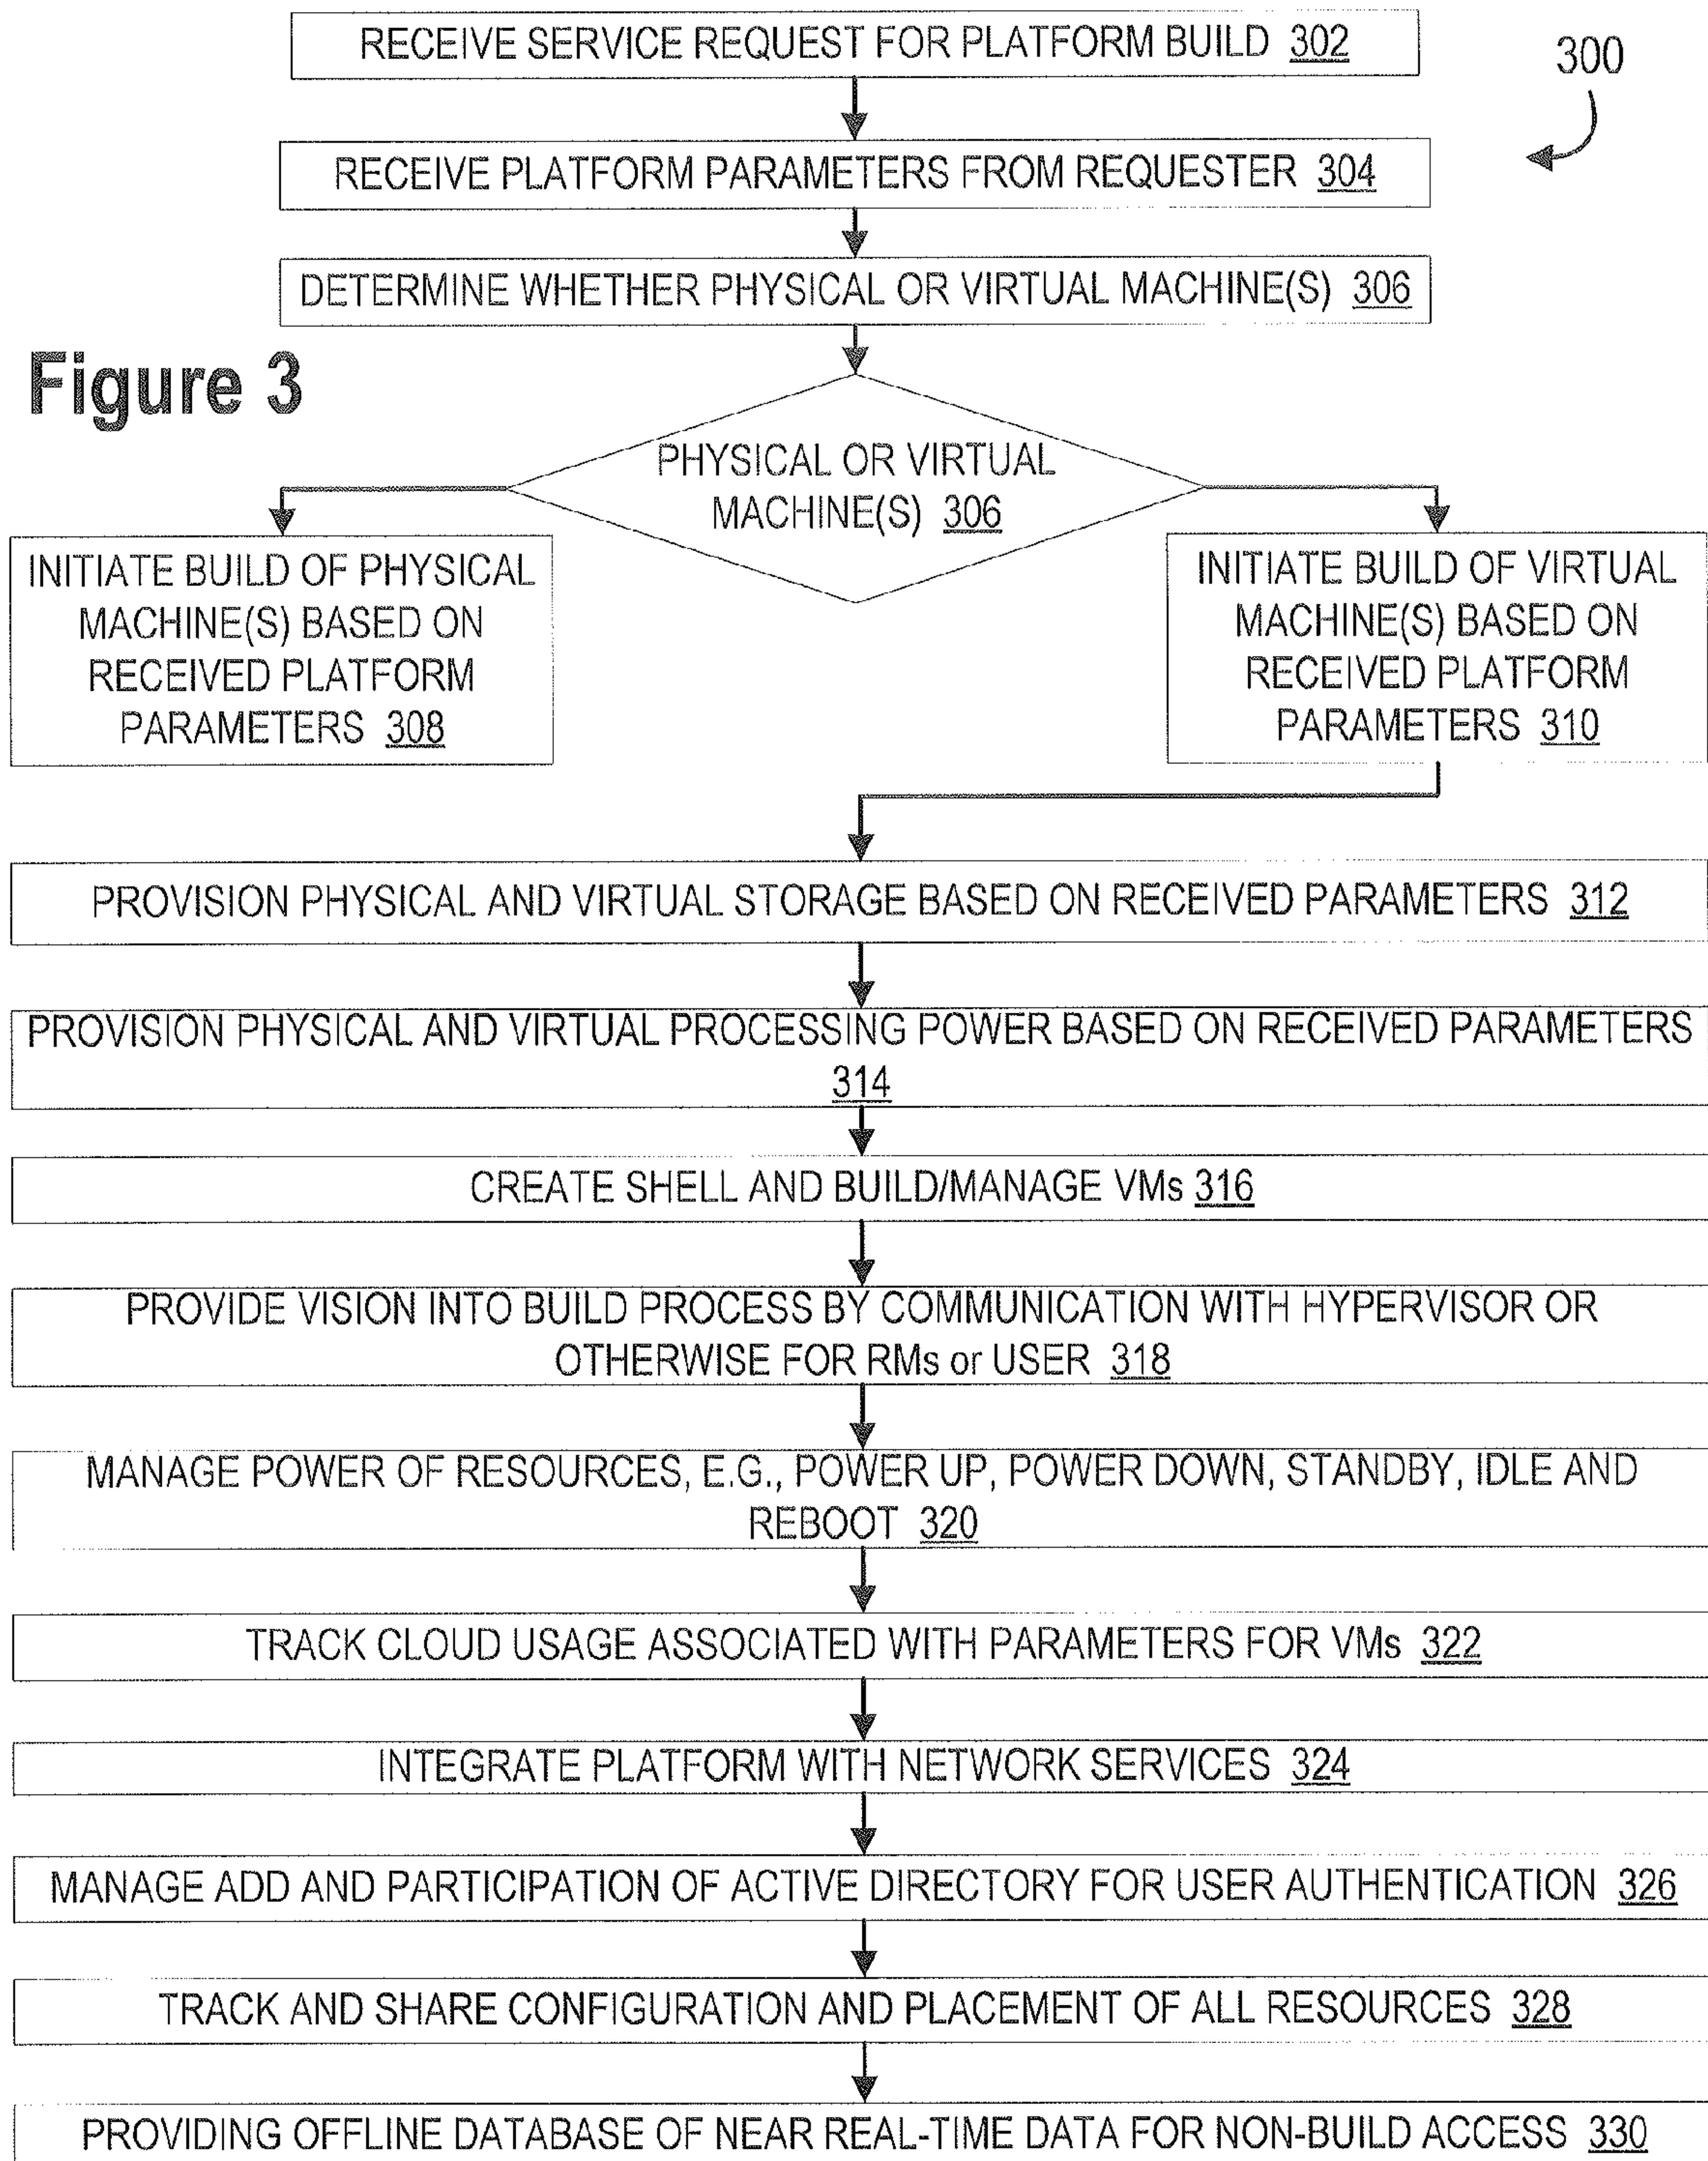 RECEIVE SERVICE REQUEST FOR PLATFORM BUILD 302
300
RECEIVE PLATFORM PARAMETERS FROM REQUESTER 304
DETERMINE WHETHER PHYSICAL OR VIRTUAL MACHINE(S) 306
Figure 3
PHYSICAL OR VIRTUAL
MACHINE(S) 306
INITIATE BUILD OF PHYSICAL
MACHINE(S) BASED ON
RECEIVED PLATFORM
PARAMETERS 308
INITIATE BUILD OF VIRTUAL
MACHINE(S) BASED ON
RECEIVED PLATFORM
PARAMETERS 310
PROVISION PHYSICAL AND VIRTUAL STORAGE BASED ON RECEIVED PARAMETERS 312
PROVISION PHYSICAL AND VIRTUAL PROCESSING POWER BASED ON RECEIVED PARAMETERS
314
CREATE SHELL AND BUILD/MANAGE VMs 316
PROVIDE VISION INTO BUILD PROCESS BY COMMUNICATION WITH HYPERVISOR OR
OTHERWISE FOR RMs or USER 318
MANAGE POWER OF RESOURCES, E.G., POWER UP, POWER DOWN, STANDBY, IDLE AND
REBOOT 320
TRACK CLOUD USAGE ASSOCIATED WITH PARAMETERS FOR VMs 322
INTEGRATE PLATFORM WITH NETWORK SERVICES 324
MANAGE ADD AND PARTICIPATION OF ACTIVE DIRECTORY FOR USER AUTHENTICATION 326
TRACK AND SHARE CONFIGURATION AND PLACEMENT OF ALL RESOURCES 328
PROVIDING OFFLINE DATABASE OF NEAR REAL-TIME DATA FOR NON-BUILD ACCESS 330